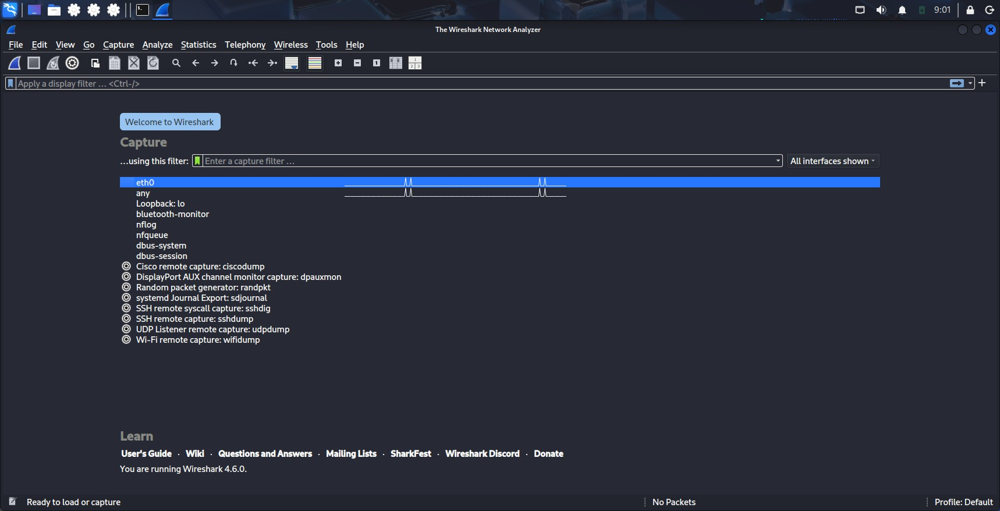 9:01
The Wireshark Network Analyzer
File Edit View Go Capture Analyze Statistics Telephony Wireless Tools Help
Apply a display filter … <Ctrl-/>
Welcome to Wireshark
Capture
…using this filter: Enter a capture filter … All interfaces shown
eth0
any
Loopback: lo
bluetooth-monitor
nflog
nfqueue
dbus-system
dbus-session
Cisco remote capture: ciscodump
DisplayPort AUX channel monitor capture: dpauxmon
Random packet generator: randpkt
systemd Journal Export: sdjournal
SSH remote syscall capture: sshdig
SSH remote capture: sshdump
UDP Listener remote capture: udpdump
Wi-Fi remote capture: wifidump
Learn
User's Guide · Wiki · Questions and Answers · Mailing Lists · SharkFest · Wireshark Discord · Donate
You are running Wireshark 4.6.0.
Ready to load or capture No Packets Profile: Default